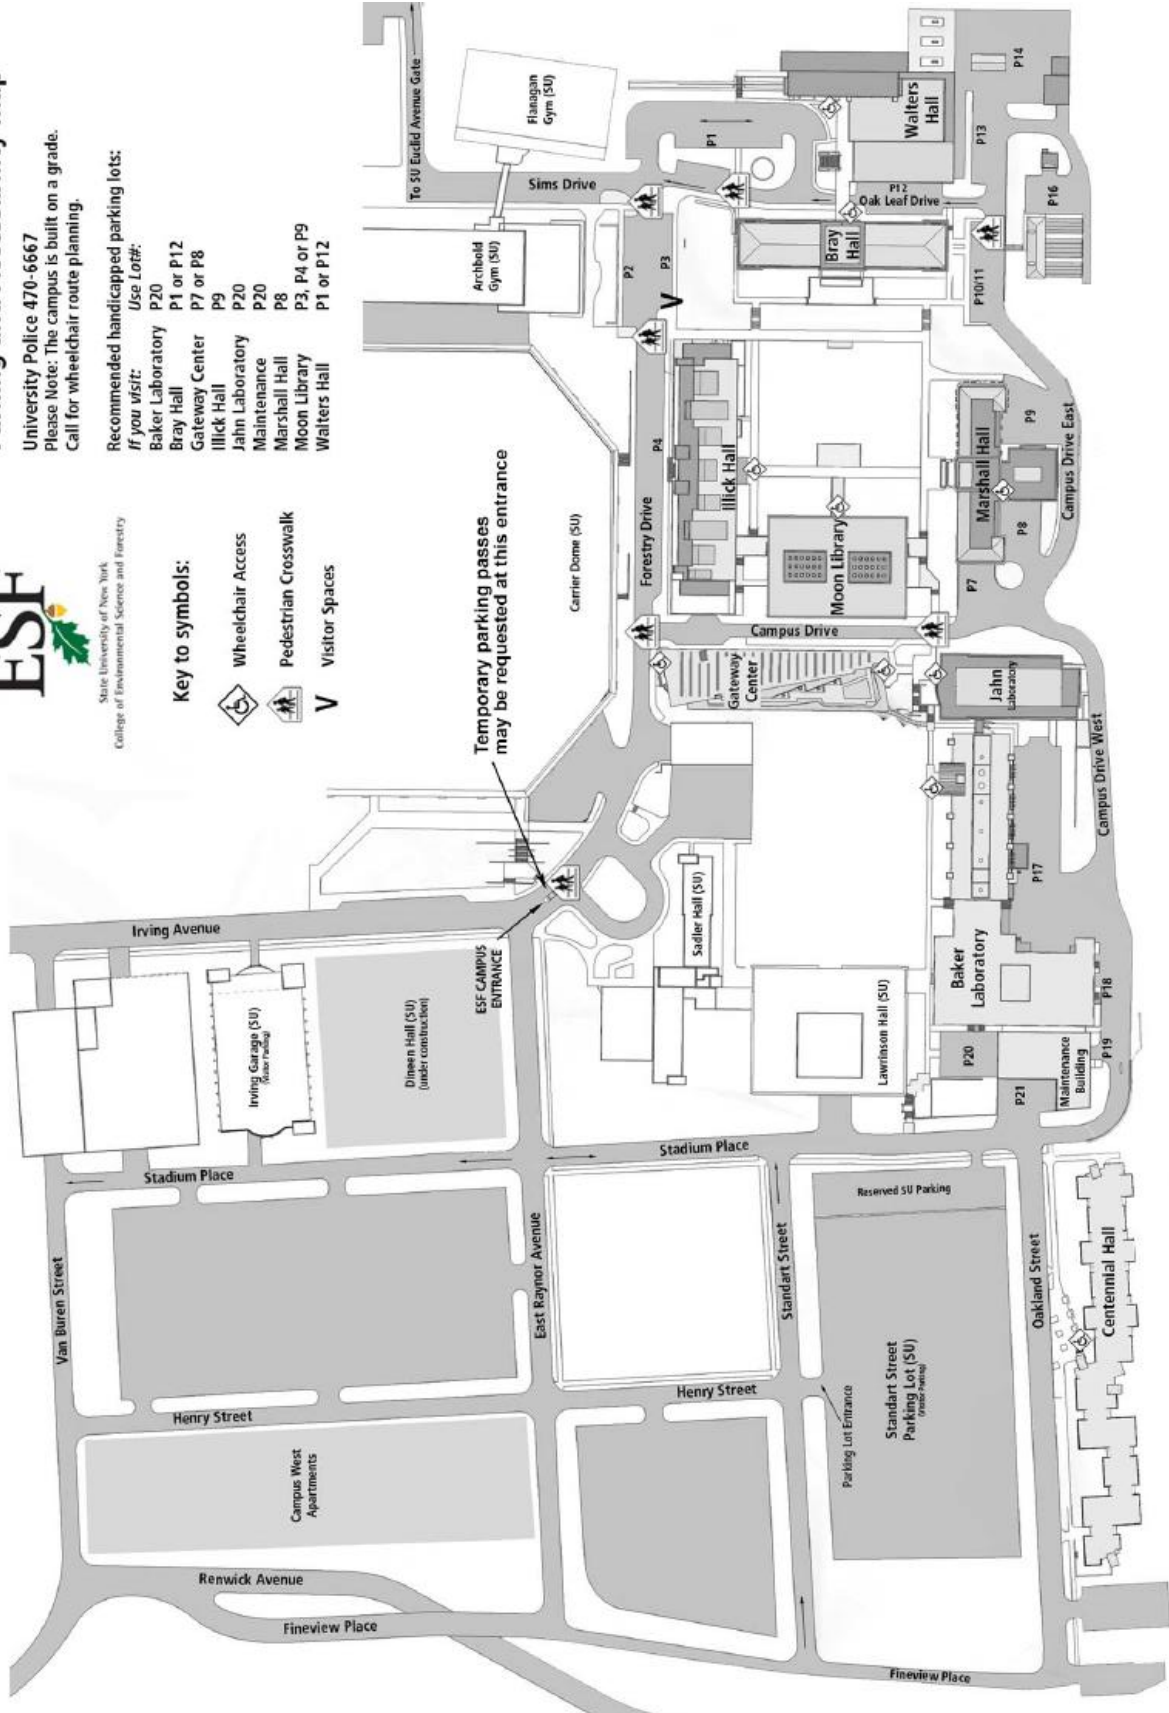 ESF
State University of New York
College of Environmental Science and Forestry
University Police 470-6667
Please Note: The campus is built on a grade.
Call for wheelchair route planning.
Recommended handicapped parking lots:
If you visit: Use Lot#:
Baker Laboratory P20
Bray Hall P1 or P12
Gateway Center P7 or P8
Illick Hall P9
Jahn Laboratory P20
Maintenance P20
Marshall Hall P8
Moon Library P3, P4 or P9
Walters Hall P1 or P12
Key to symbols:
Wheelchair Access
Pedestrian Crosswalk
V Visitor Spaces
Temporary parking passes
may be requested at this entrance
To SU Euclid Avenue Gate
Flanagan
Gym (SU)
Archbold
Gym (SU)
Sims Drive
Carrier Dome (SU)
Forestry Drive
P1
P2
P3
V
P4
Walters
Hall
P12
Oak Leaf Drive
Bray
Hall
P13
P14
P16
P10/11
Illick Hall
Moon Library
Marshall Hall
P9
P8
P7
Campus Drive East
Campus Drive
Gateway
Center
Jahn
Laboratory
Campus Drive West
P17
Baker
Laboratory
P18
P19
P20
P21
Maintenance
Building
Sadler Hall (SU)
Lawrinson Hall (SU)
ESF CAMPUS
ENTRANCE
Irving Avenue
Irving Garage (SU)
(Visitor Parking)
Dineen Hall (SU)
(under construction)
Stadium Place
Stadium Place
Van Buren Street
East Raynor Avenue
Standart Street
Oakland Street
Reserved SU Parking
Standart Street
Parking Lot (SU)
(Visitor Parking)
Parking Lot Entrance
Centennial Hall
Henry Street
Henry Street
Campus West
Apartments
Renwick Avenue
Fineview Place
Fineview Place